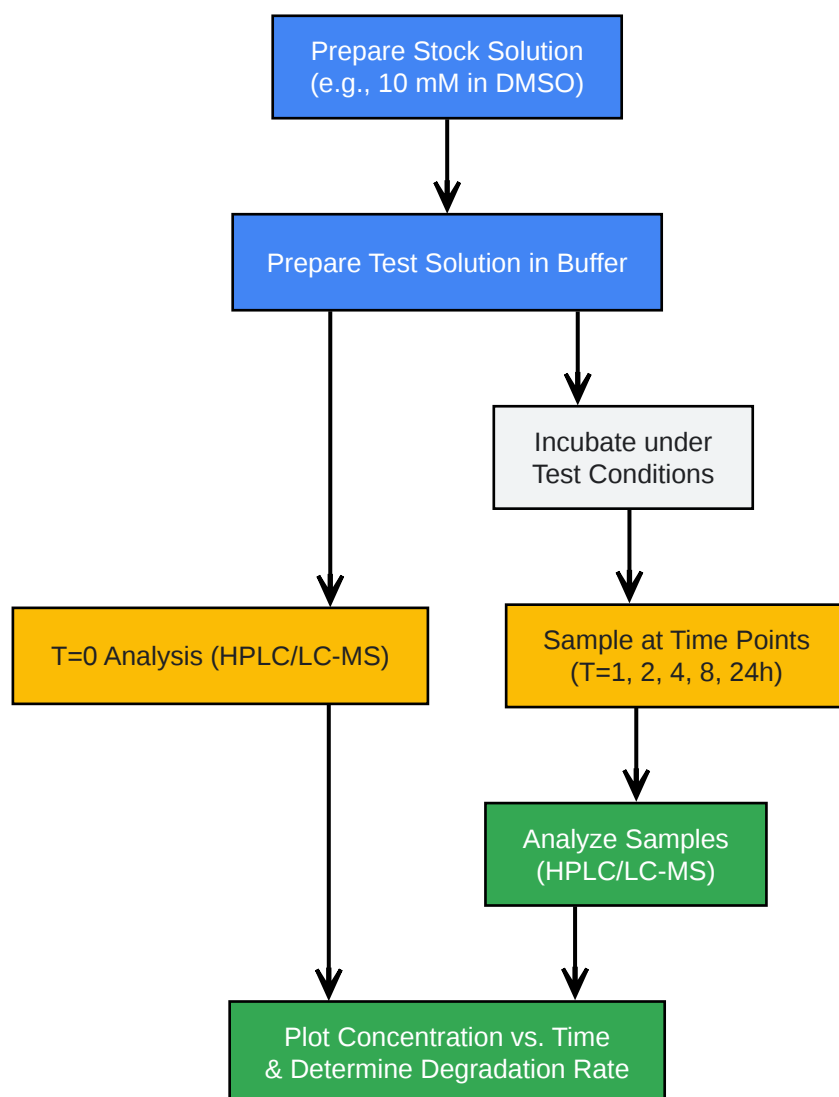 Prepare Stock Solution
(e.g., 10 mM in DMSO)
Prepare Test Solution in Buffer
Incubate under
Test Conditions
T=0 Analysis (HPLC/LC-MS)
Sample at Time Points
(T=1, 2, 4, 8, 24h)
Analyze Samples
(HPLC/LC-MS)
Plot Concentration vs. Time
& Determine Degradation Rate